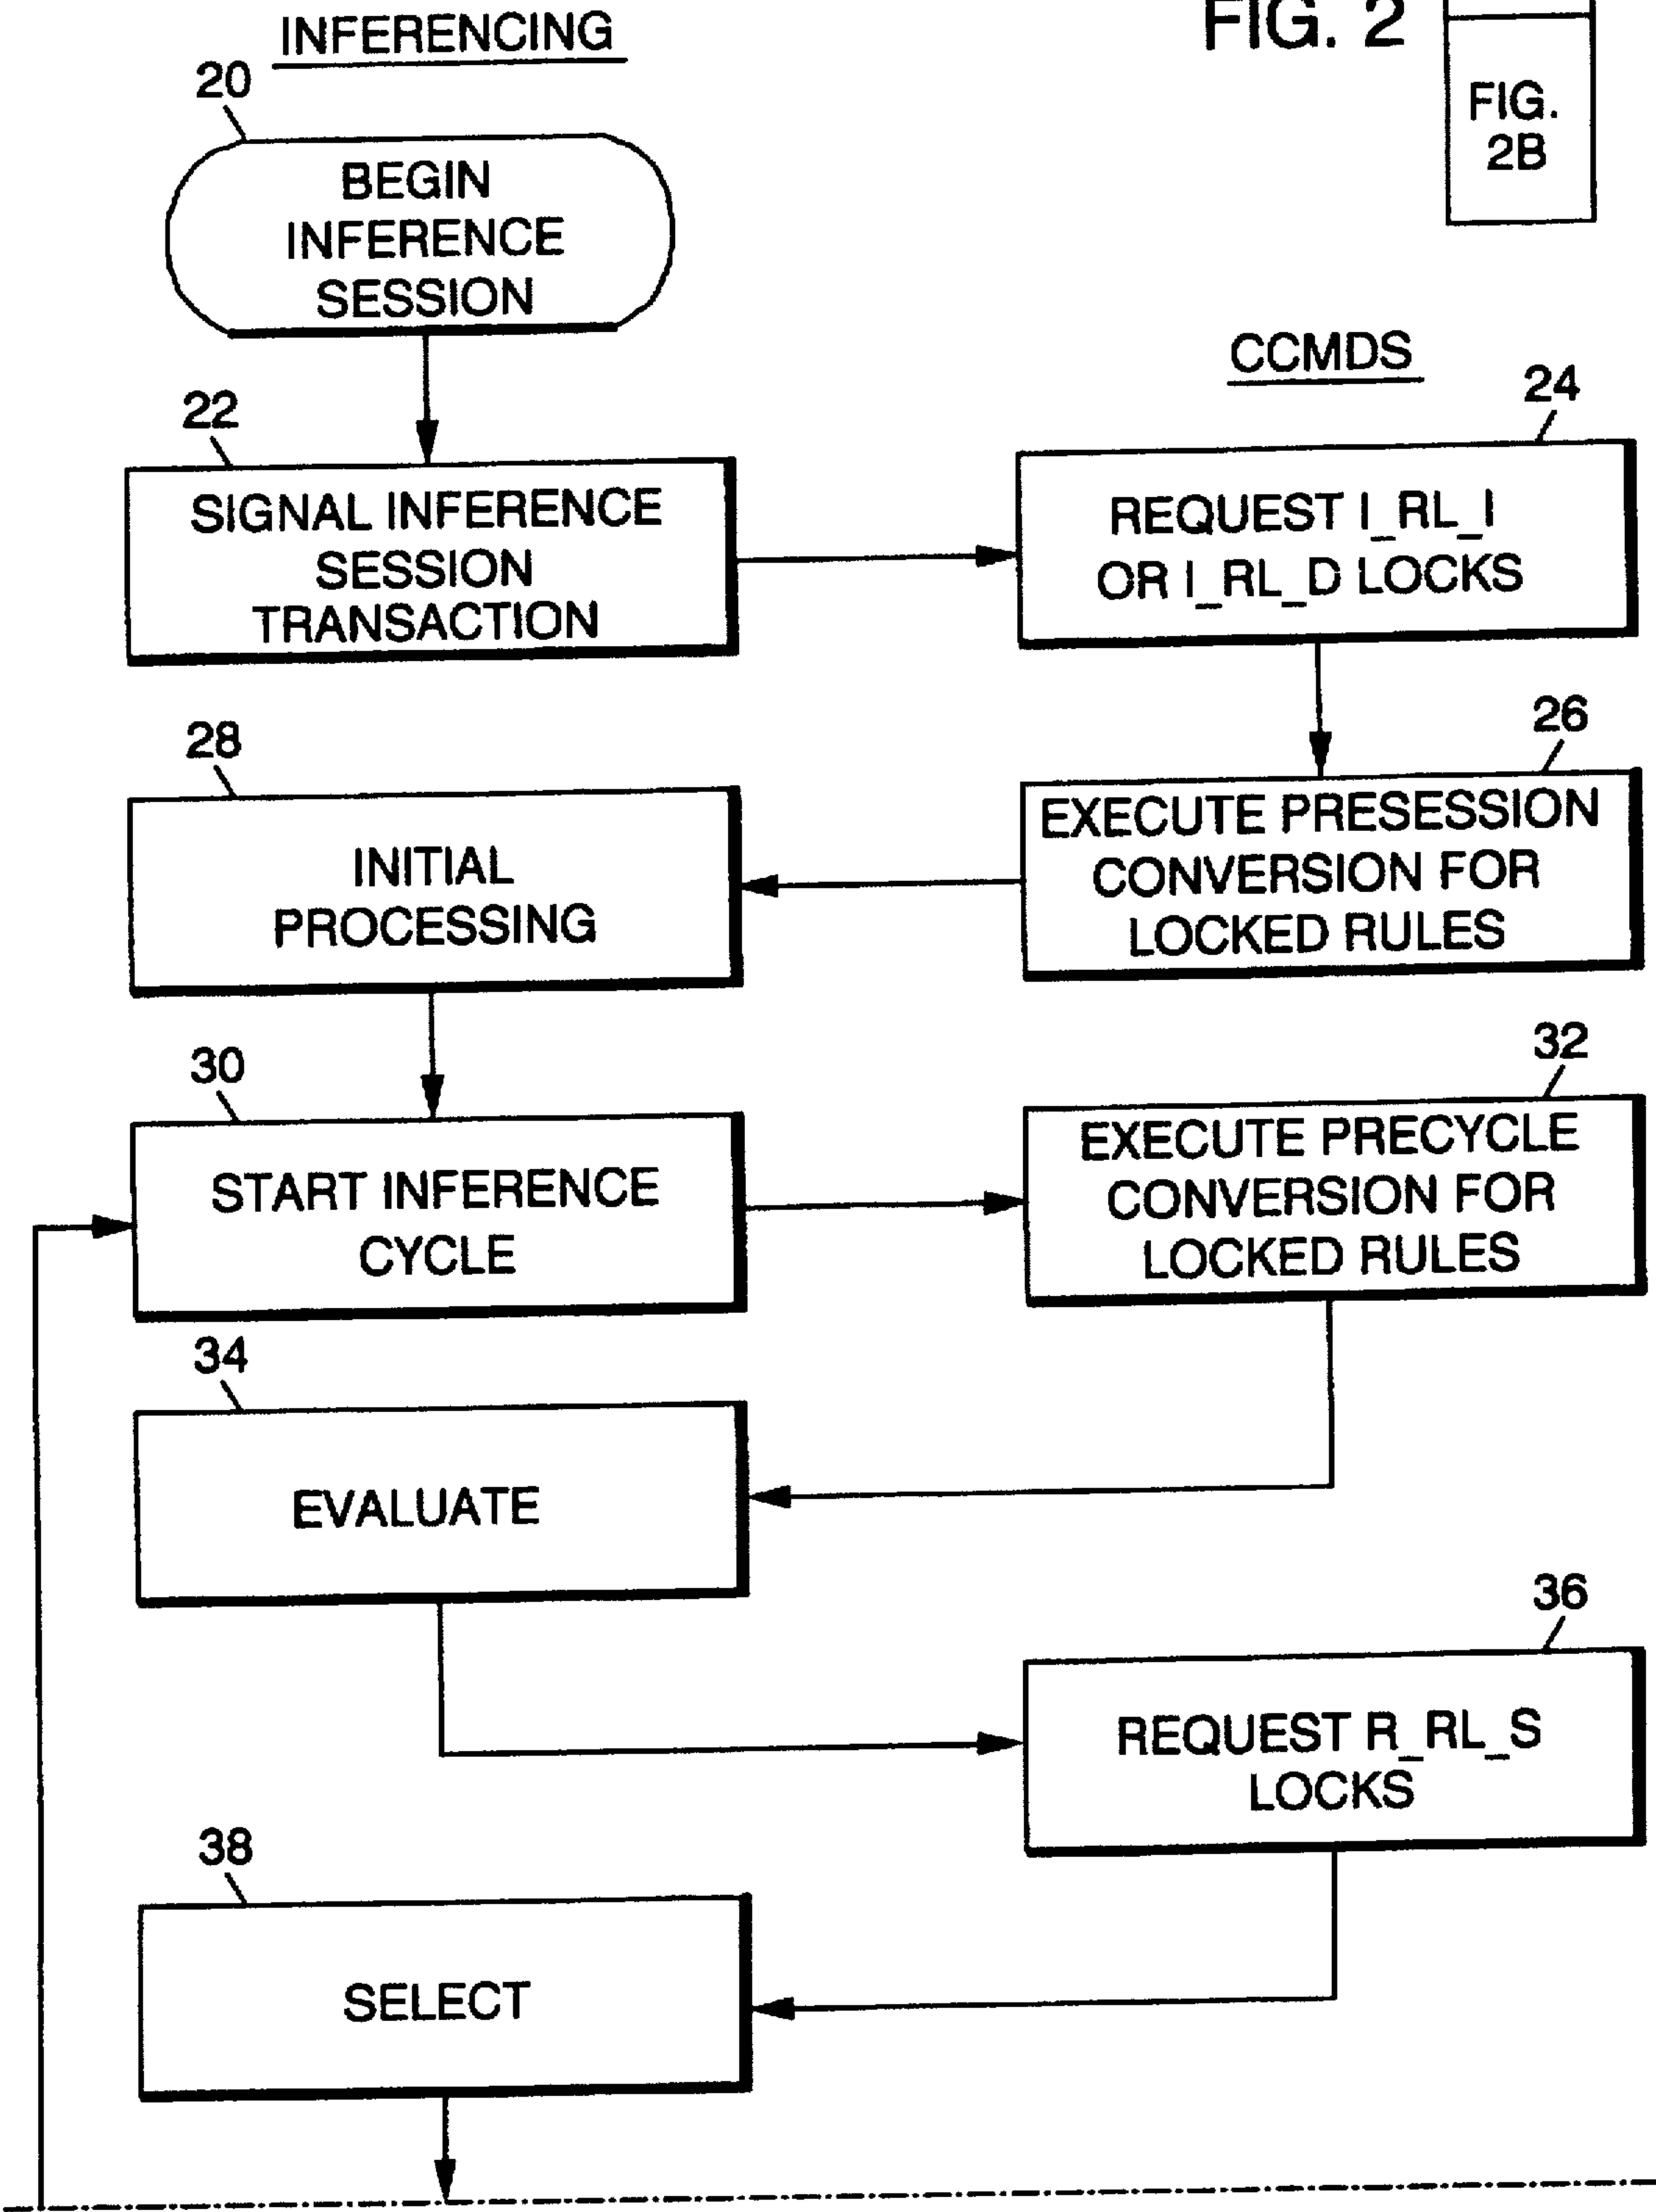 INFERENCING
FIG. 2
FIG.
2B
20
BEGIN
INFERENCE
SESSION
CCMDS
22
SIGNAL INFERENCE
SESSION
TRANSACTION
24
REQUEST I_RL_I
OR I_RL_D LOCKS
26
EXECUTE PRESESSION
CONVERSION FOR
LOCKED RULES
28
INITIAL
PROCESSING
30
START INFERENCE
CYCLE
32
EXECUTE PRECYCLE
CONVERSION FOR
LOCKED RULES
34
EVALUATE
36
REQUEST R_RL_S
LOCKS
38
SELECT